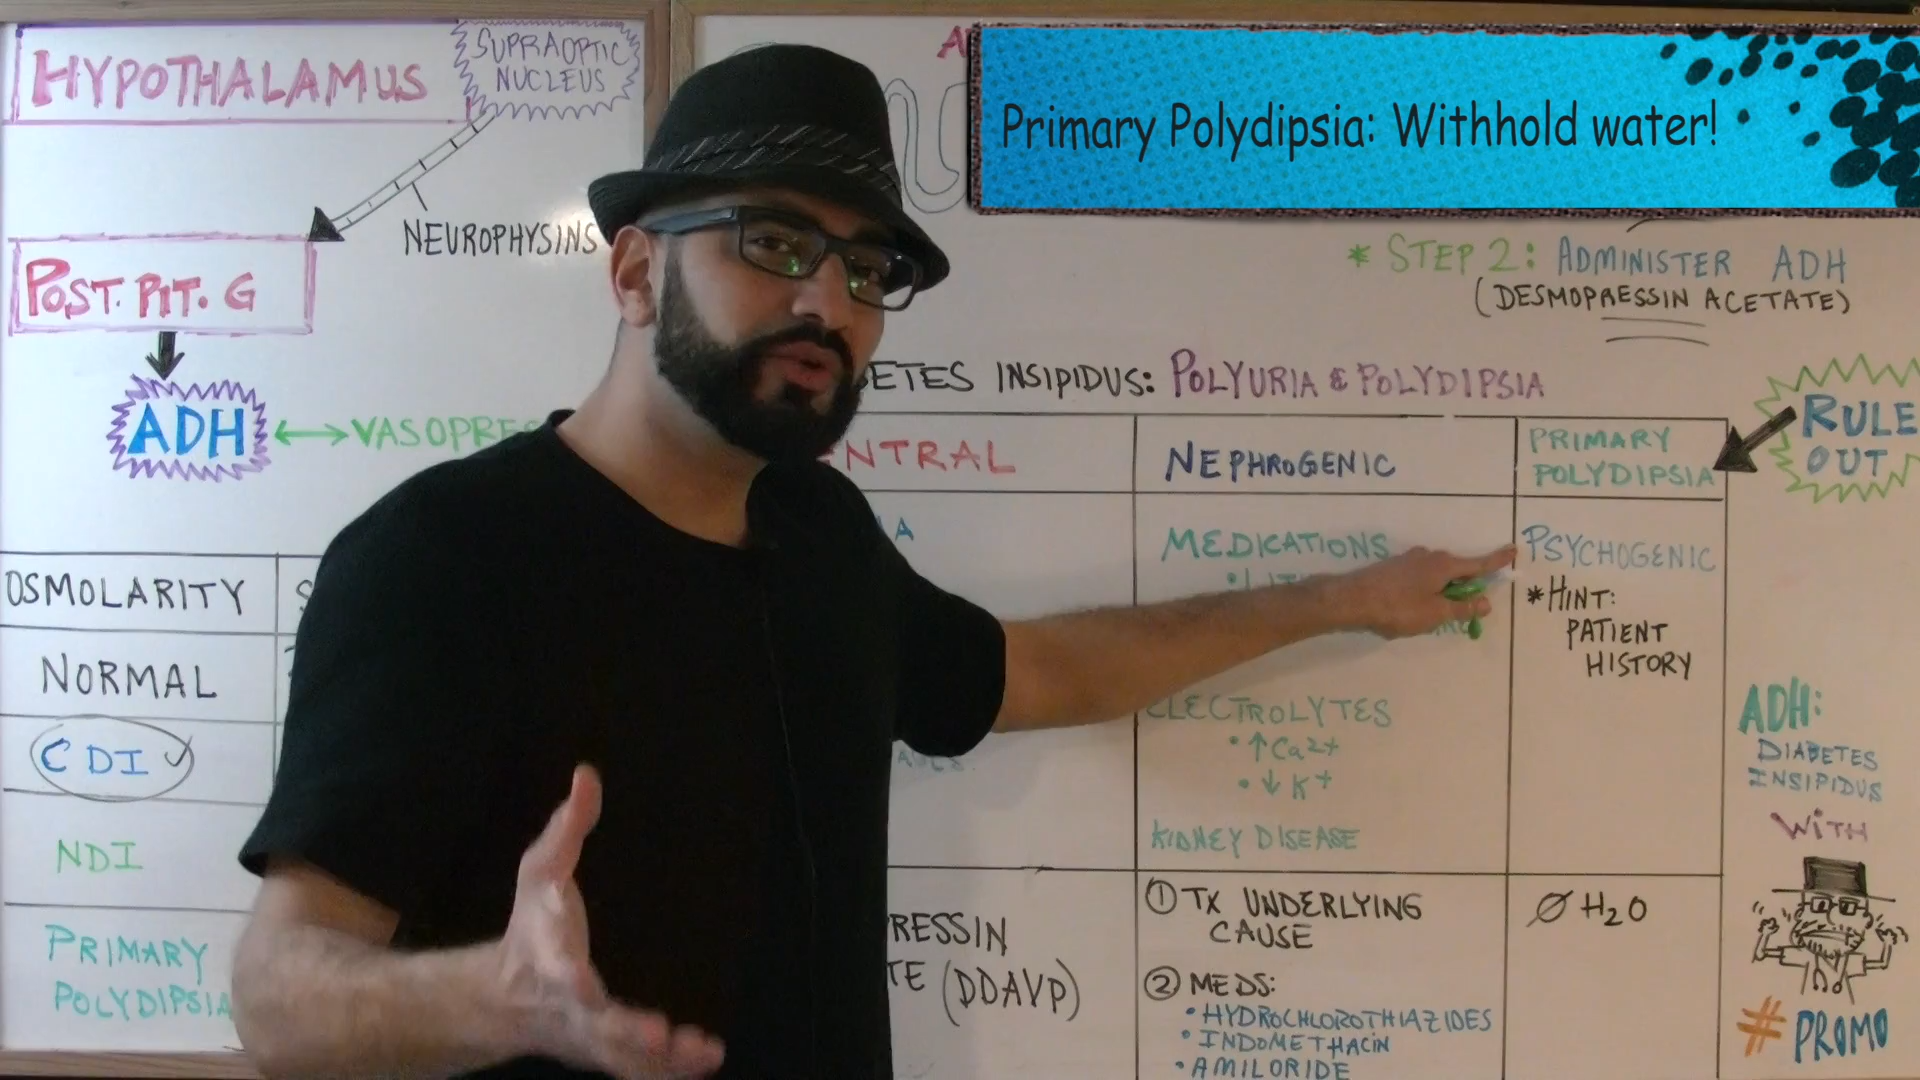 HYPOTHALAMUS
SUPRAOPTIC
NUCLEUS
NEUROPHYSINS
POST. PIT. G
ADH
VASOPRES
Primary Polydipsia: Withhold water!
* STEP 2: ADMINISTER ADH
(DESMOPRESSIN ACETATE)
ETES INSIPIDUS: POLYURIA & POLYDIPSIA
RULE
OUT
NTRAL
NEPHROGENIC
PRIMARY
POLYDIPSIA
MEDICATIONS
PSYCHOGENIC
*HINT:
PATIENT
HISTORY
ELECTROLYTES
• ↑ Ca2+
• ↓ K+
KIDNEY DISEASE
RESSIN
TE (DDAVP)
① TX UNDERLYING
CAUSE
② MEDS:
• HYDROCHLOROTHIAZIDES
• INDOMETHACIN
• AMILORIDE
Ø H2O
OSMOLARITY
NORMAL
CDI ✓
NDI
PRIMARY
POLYDIPSIA
ADH:
DIABETES
INSIPIDUS
WITH
# PROMO